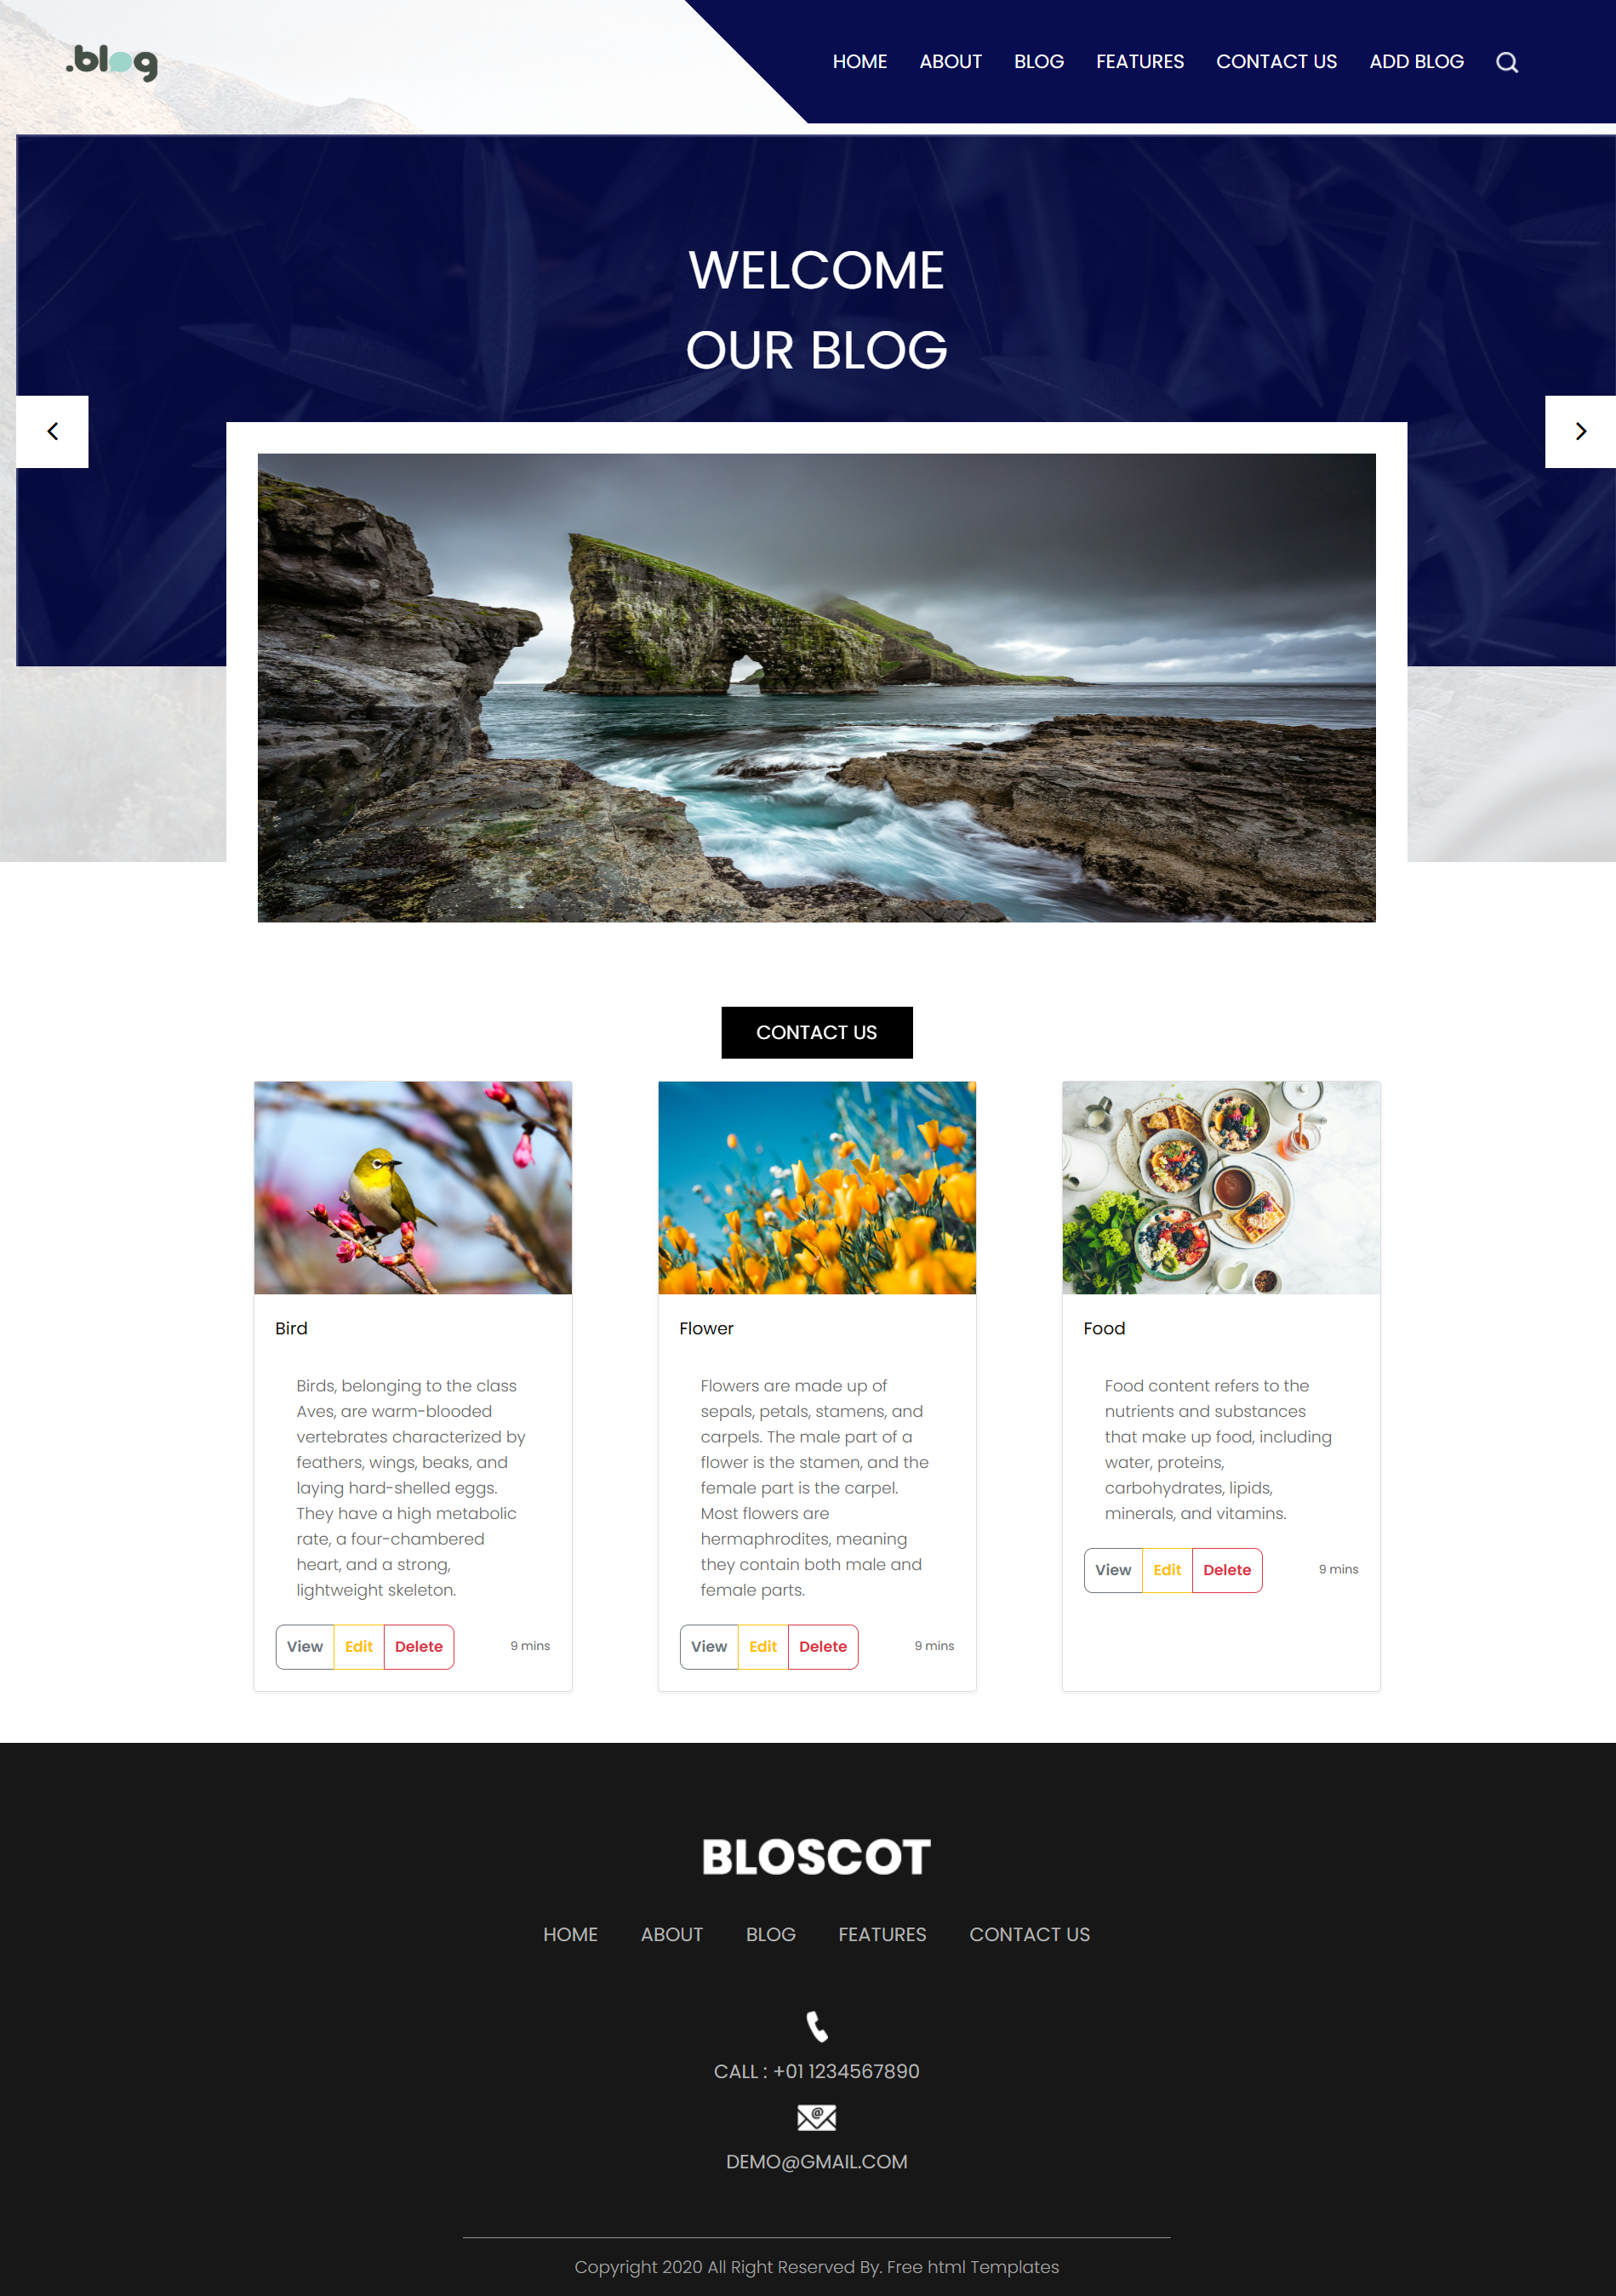 .blog
HOME ABOUT BLOG FEATURES CONTACT US ADD BLOG
WELCOME
OUR BLOG
CONTACT US
Bird
Birds, belonging to the class
Aves, are warm-blooded
vertebrates characterized by
feathers, wings, beaks, and
laying hard-shelled eggs.
They have a high metabolic
rate, a four-chambered
heart, and a strong,
lightweight skeleton.
View Edit Delete 9 mins
Flower
Flowers are made up of
sepals, petals, stamens, and
carpels. The male part of a
flower is the stamen, and the
female part is the carpel.
Most flowers are
hermaphrodites, meaning
they contain both male and
female parts.
View Edit Delete 9 mins
Food
Food content refers to the
nutrients and substances
that make up food, including
water, proteins,
carbohydrates, lipids,
minerals, and vitamins.
View Edit Delete 9 mins
BLOSCOT
HOME ABOUT BLOG FEATURES CONTACT US
CALL : +01 1234567890
DEMO@GMAIL.COM
Copyright 2020 All Right Reserved By. Free html Templates